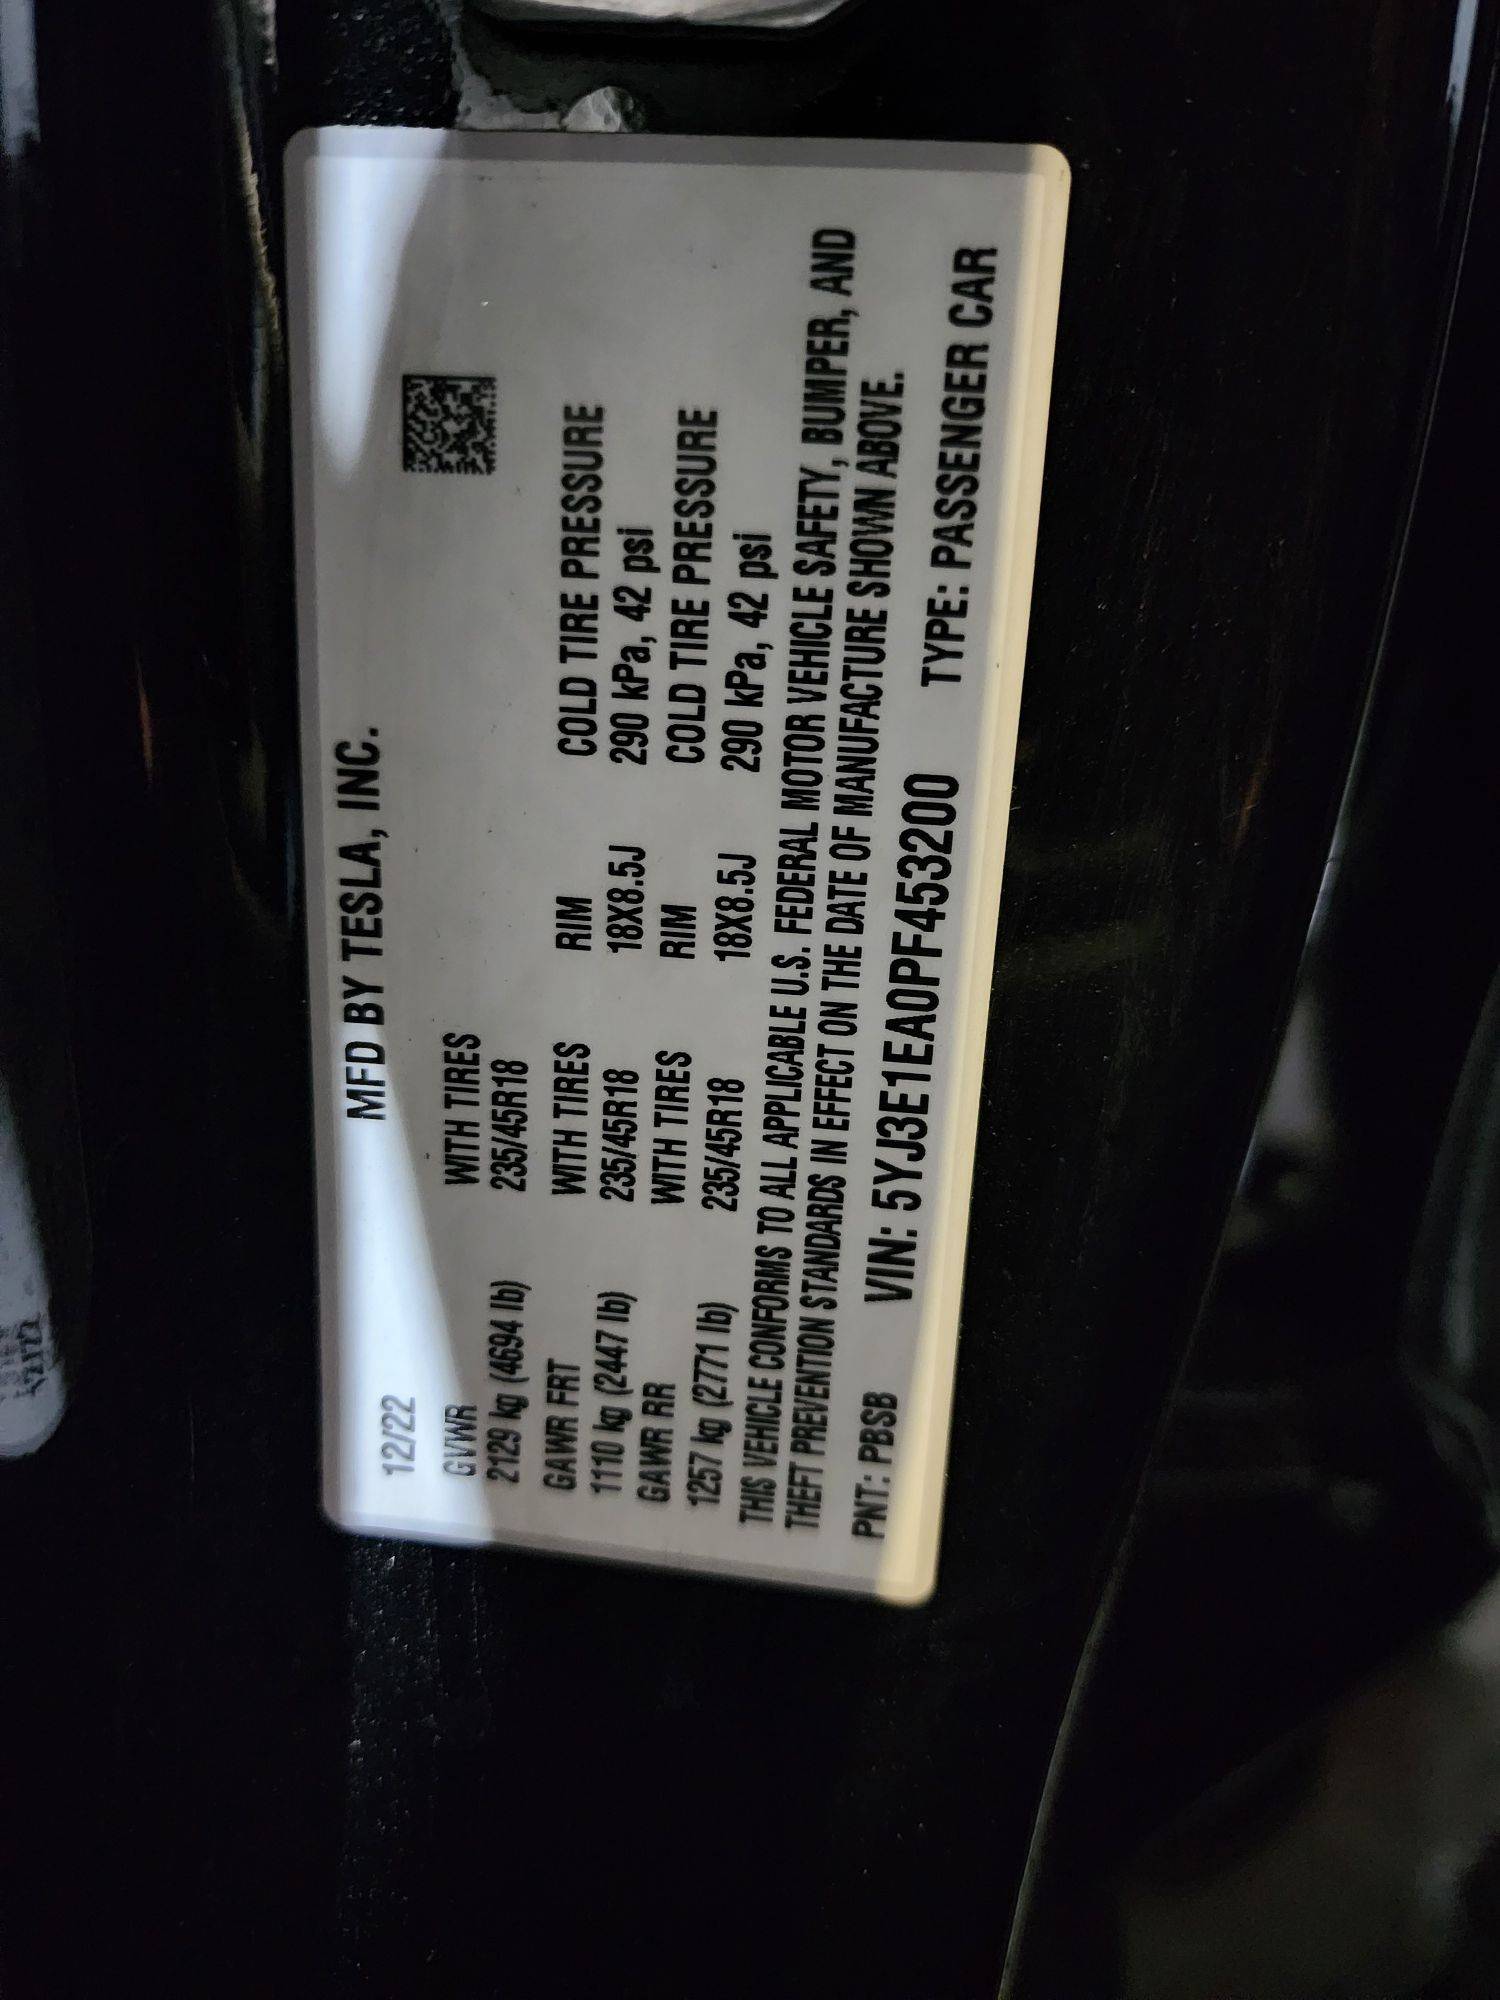 MFD BY TESLA, INC.
12/22
GVWR WITH TIRES
2129 kg (4694 lb) 235/45R18
GAWR FRT WITH TIRES RIM COLD TIRE PRESSURE
1110 kg (2447 lb) 235/45R18 18X8.5J 290 kPa, 42 psi
GAWR RR WITH TIRES RIM COLD TIRE PRESSURE
1257 kg (2771 lb) 235/45R18 18X8.5J 290 kPa, 42 psi
THIS VEHICLE CONFORMS TO ALL APPLICABLE U.S. FEDERAL MOTOR VEHICLE SAFETY, BUMPER, AND
THEFT PREVENTION STANDARDS IN EFFECT ON THE DATE OF MANUFACTURE SHOWN ABOVE.
PNT: PBSB VIN: 5YJ3E1EA0PF453200 TYPE: PASSENGER CAR